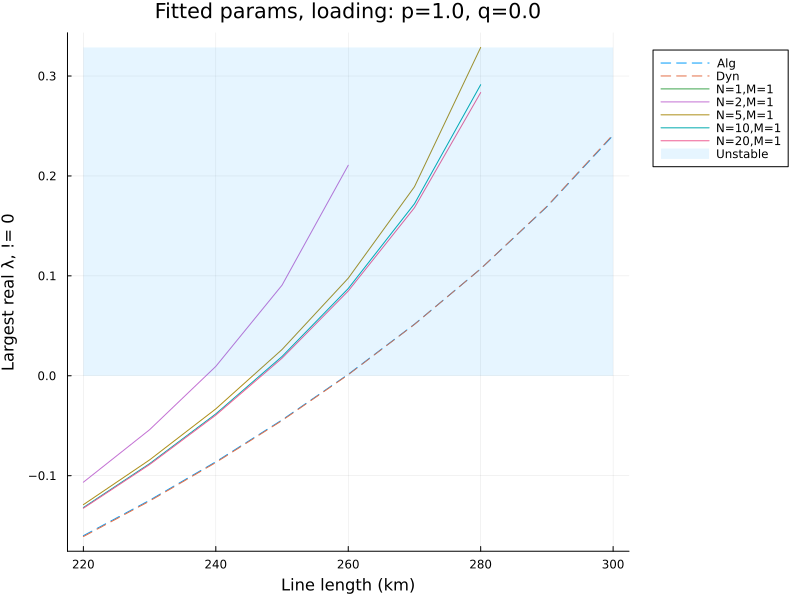 Fitted params, loading: p=1.0, q=0.0
Largest real λ, != 0
0.3
0.2
0.1
0.0
−0.1
220
240
260
280
300
Line length (km)
Alg
Dyn
N=1,M=1
N=2,M=1
N=5,M=1
N=10,M=1
N=20,M=1
Unstable